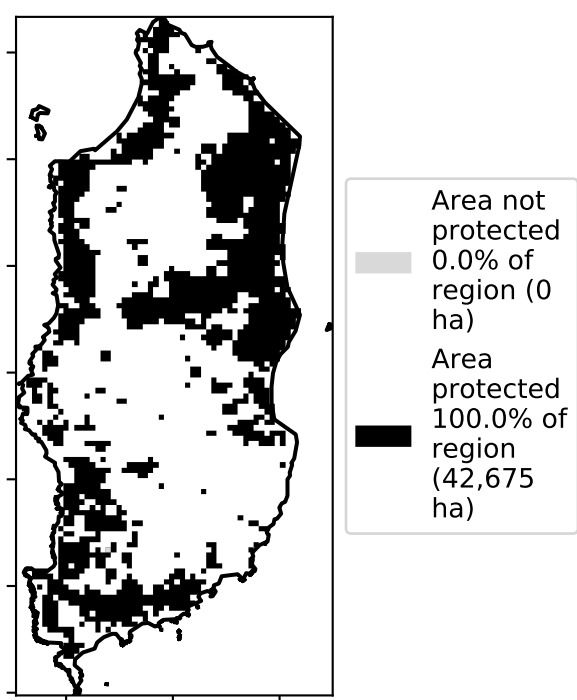 Area not
protected
0.0% of
region (0
ha)
Area
protected
100.0% of
region
(42,675
ha)